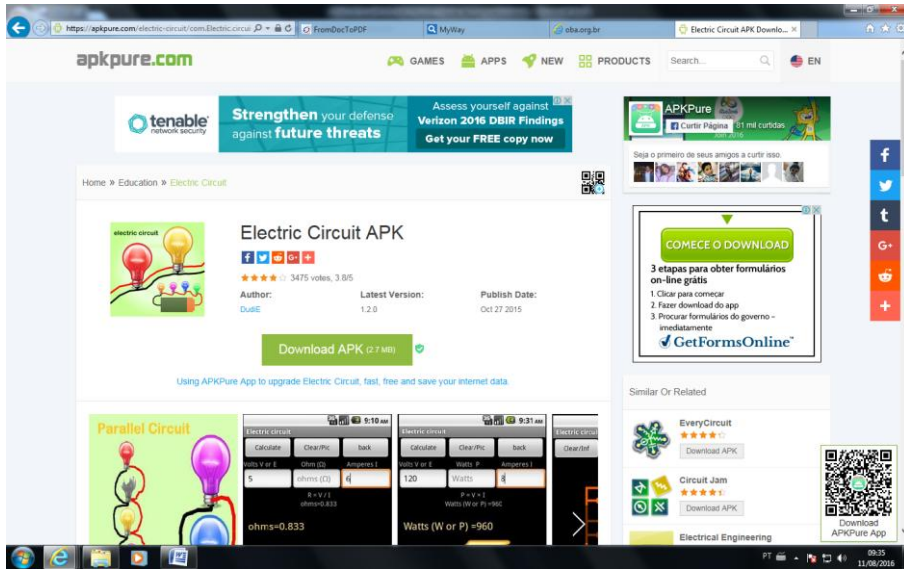 https://apkpure.com/electric-circuit/com.Electric.circui
FromDocToPDF
MyWay
oba.org.br
Electric Circuit APK Downlo...
apkpure.com
GAMES
APPS
NEW
PRODUCTS
Search...
EN
tenable
network security
Strengthen your defense
against future threats
Assess yourself against
Verizon 2016 DBIR Findings
Get your FREE copy now
APKPure
Curtir Página
81 mil curtidas
Seja o primeiro de seus amigos a curtir isso.
Home » Education » Electric Circuit
electric circuit
Electric Circuit APK
3475 votes, 3.8/5
Author:
Latest Version:
Publish Date:
DudiE
1.2.0
Oct 27 2015
Download APK (2.7 MB)
Using APKPure App to upgrade Electric Circuit, fast, free and save your internet data.
COMECE O DOWNLOAD
3 etapas para obter formulários
on-line grátis
1. Clicar para começar
2. Fazer download do app
3. Procurar formulários do governo –
imediatamente
GetFormsOnline
Similar Or Related
EveryCircuit
Download APK
Circuit Jam
Download APK
Electrical Engineering
Download
APKPure App
Parallel Circuit
9:10 AM
Electric circuit
Calculate
Clear/Pic
back
Volts V or E
Ohm (Ω)
Amperes I
5
ohms (Ω)
6
R = V / I
ohms=0.833
ohms=0.833
9:31 AM
Electric circuit
Calculate
Clear/Pic
back
Volts V or E
Watts P
Amperes I
120
Watts
8
P = V × I
Watts (W or P) =960
Watts (W or P) =960
Electric circui
Clear/Inf
f
t
G+
PT
09:35
11/08/2016